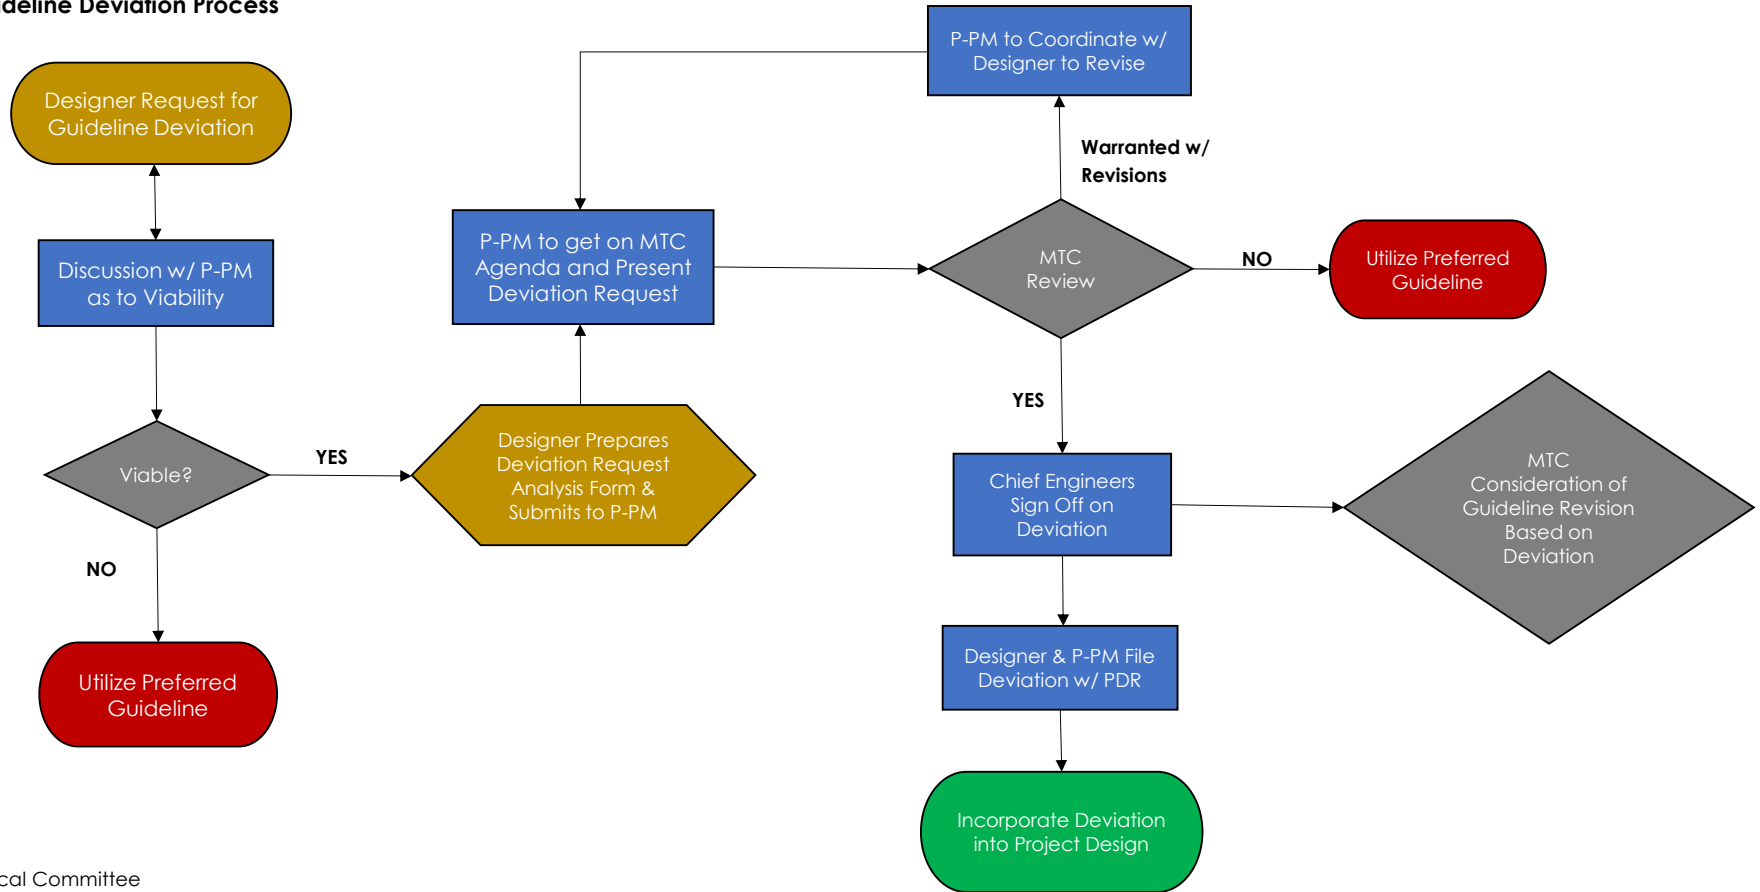 Deviation Process
Designer Request for
Guideline Deviation
Discussion w/ P-PM
as to Viability
Viable?
YES
NO
Utilize Preferred
Guideline
Designer Prepares
Deviation Request
Analysis Form &
Submits to P-PM
P-PM to get on MTC
Agenda and Present
Deviation Request
P-PM to Coordinate w/
Designer to Revise
Warranted w/
Revisions
MTC
Review
NO
Utilize Preferred
Guideline
YES
Chief Engineers
Sign Off on
Deviation
MTC
Consideration of
Guideline Revision
Based on
Deviation
Designer & P-PM File
Deviation w/ PDR
Incorporate Deviation
into Project Design
Committee